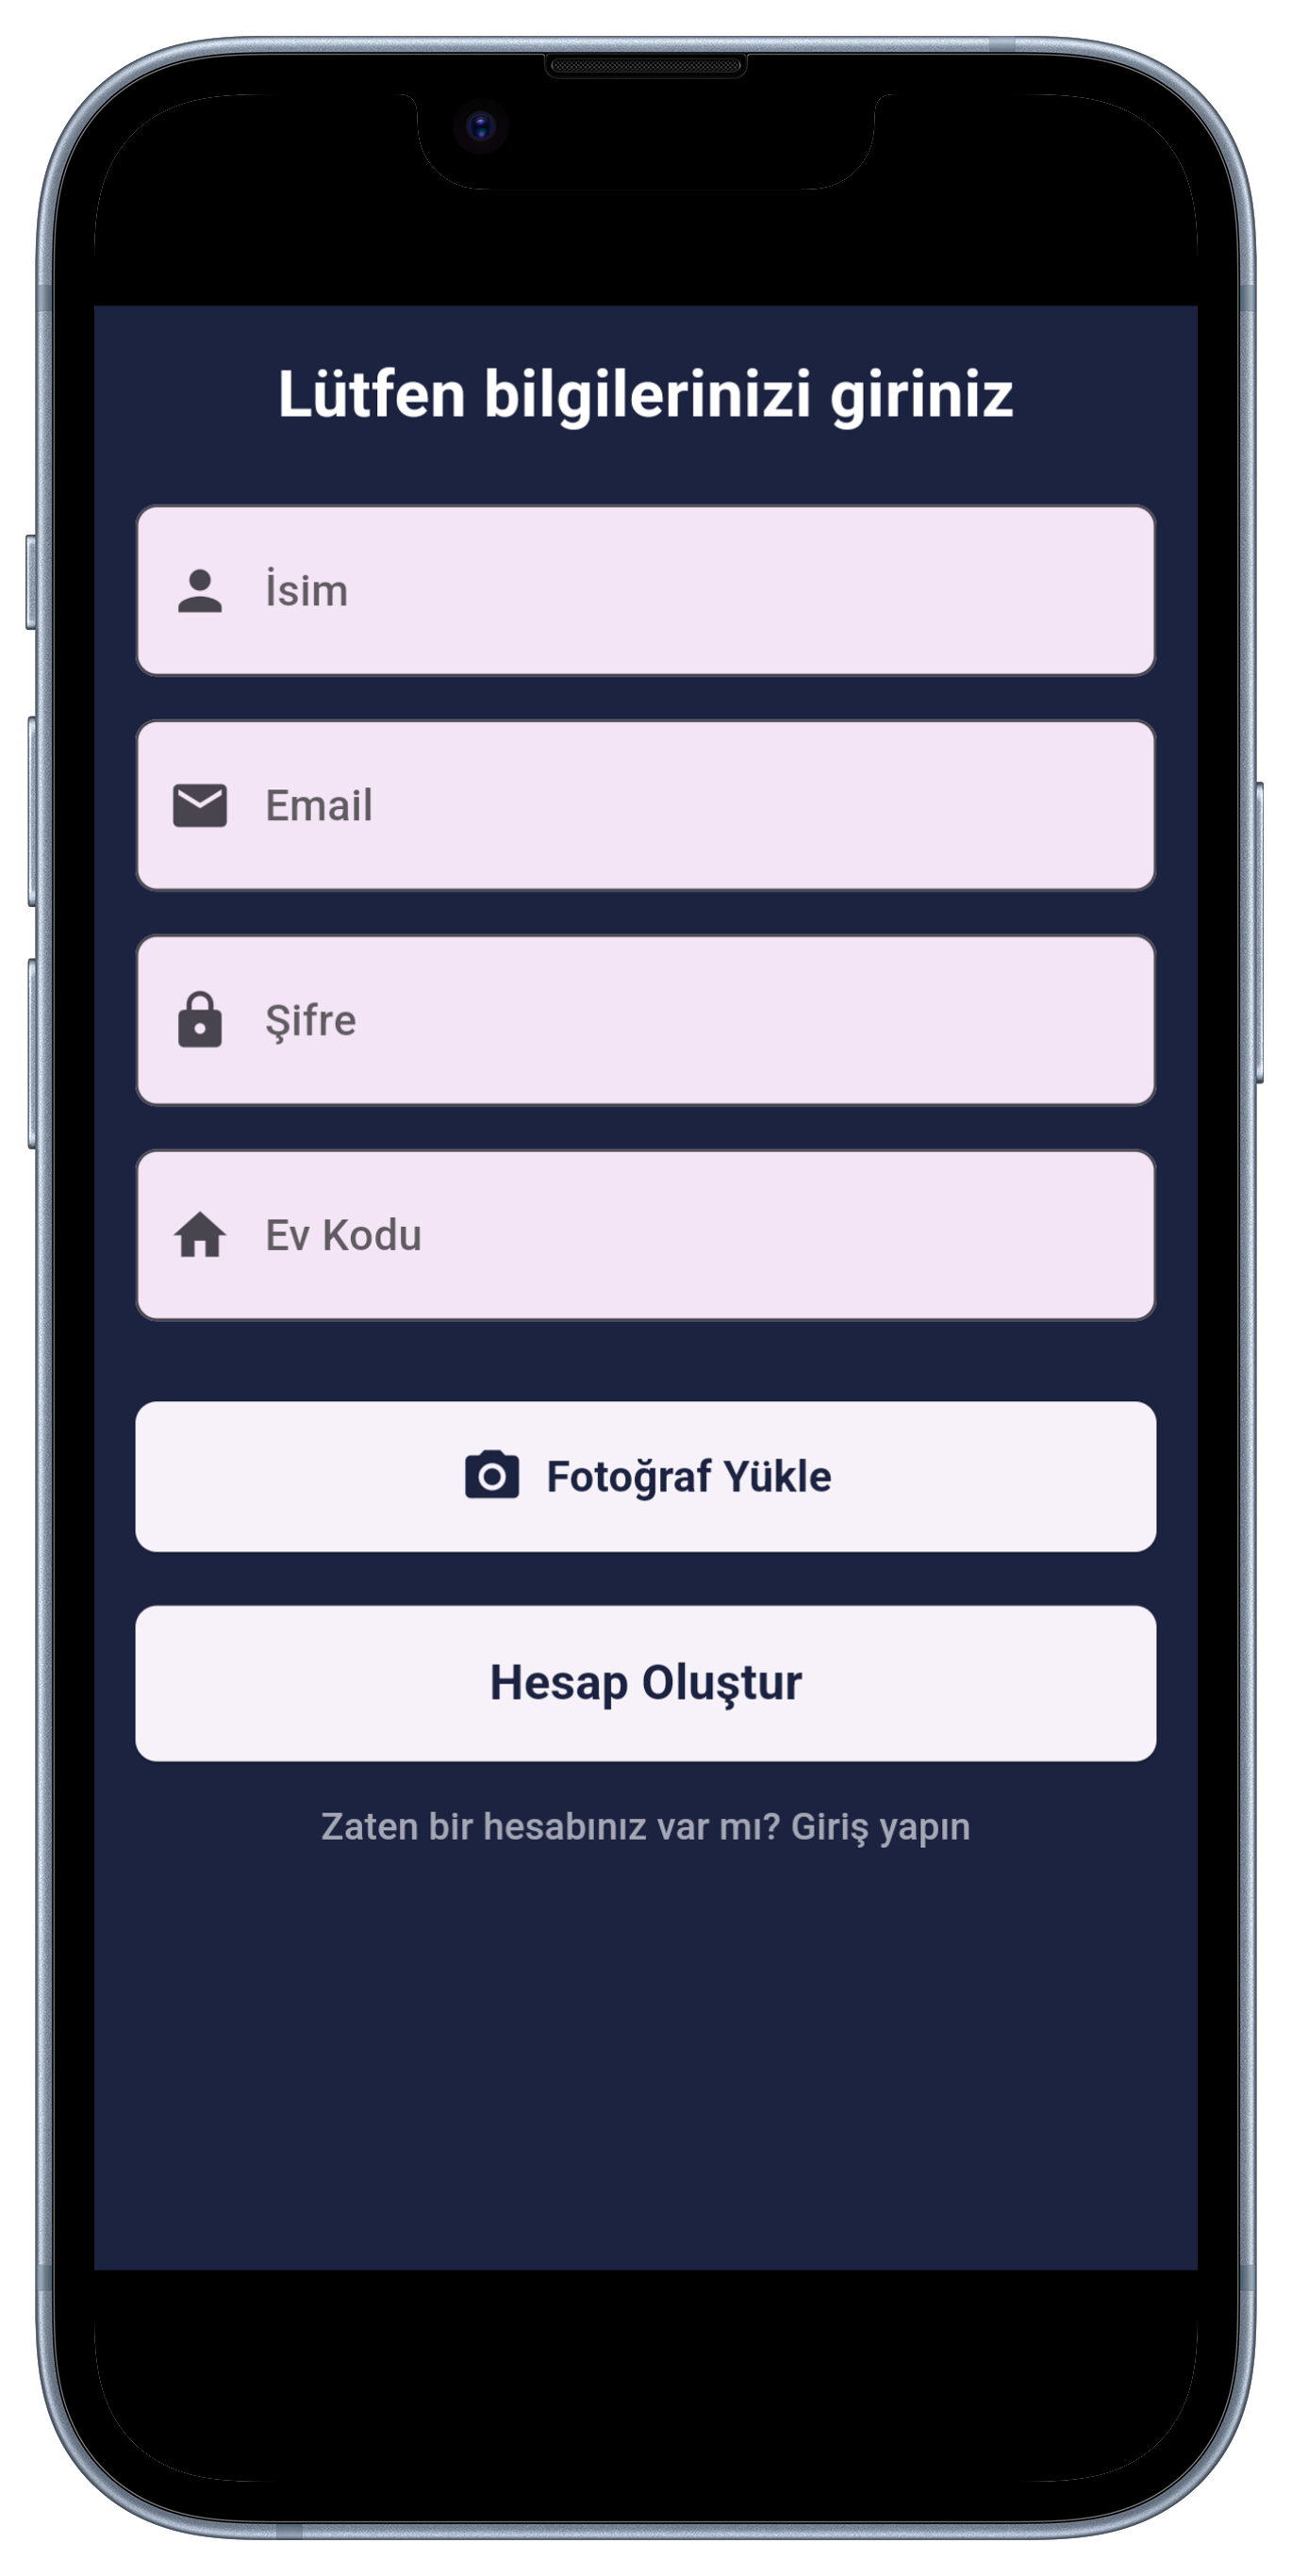 Lütfen bilgilerinizi giriniz
İsim
Email
Şifre
Ev Kodu
Fotoğraf Yükle
Hesap Oluştur
Zaten bir hesabınız var mı? Giriş yapın